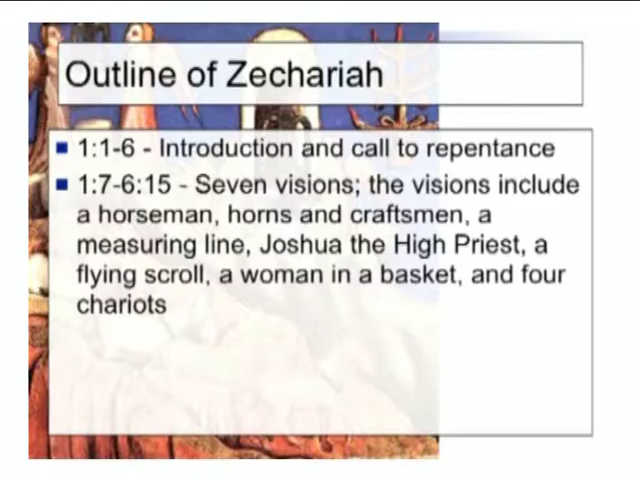 Outline of Zechariah
1:1-6 - Introduction and call to repentance
1:7-6:15 - Seven visions; the visions include
a horseman, horns and craftsmen, a
measuring line, Joshua the High Priest, a
flying scroll, a woman in a basket, and four
chariots